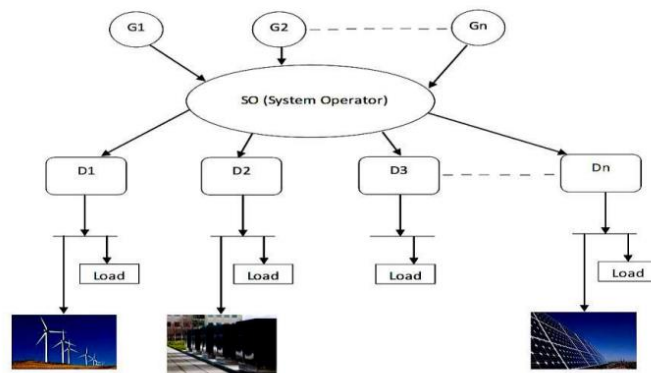 G1
G2
Gn
SO (System Operator)
D1
D2
D3
Dn
Load
Load
Load
Load